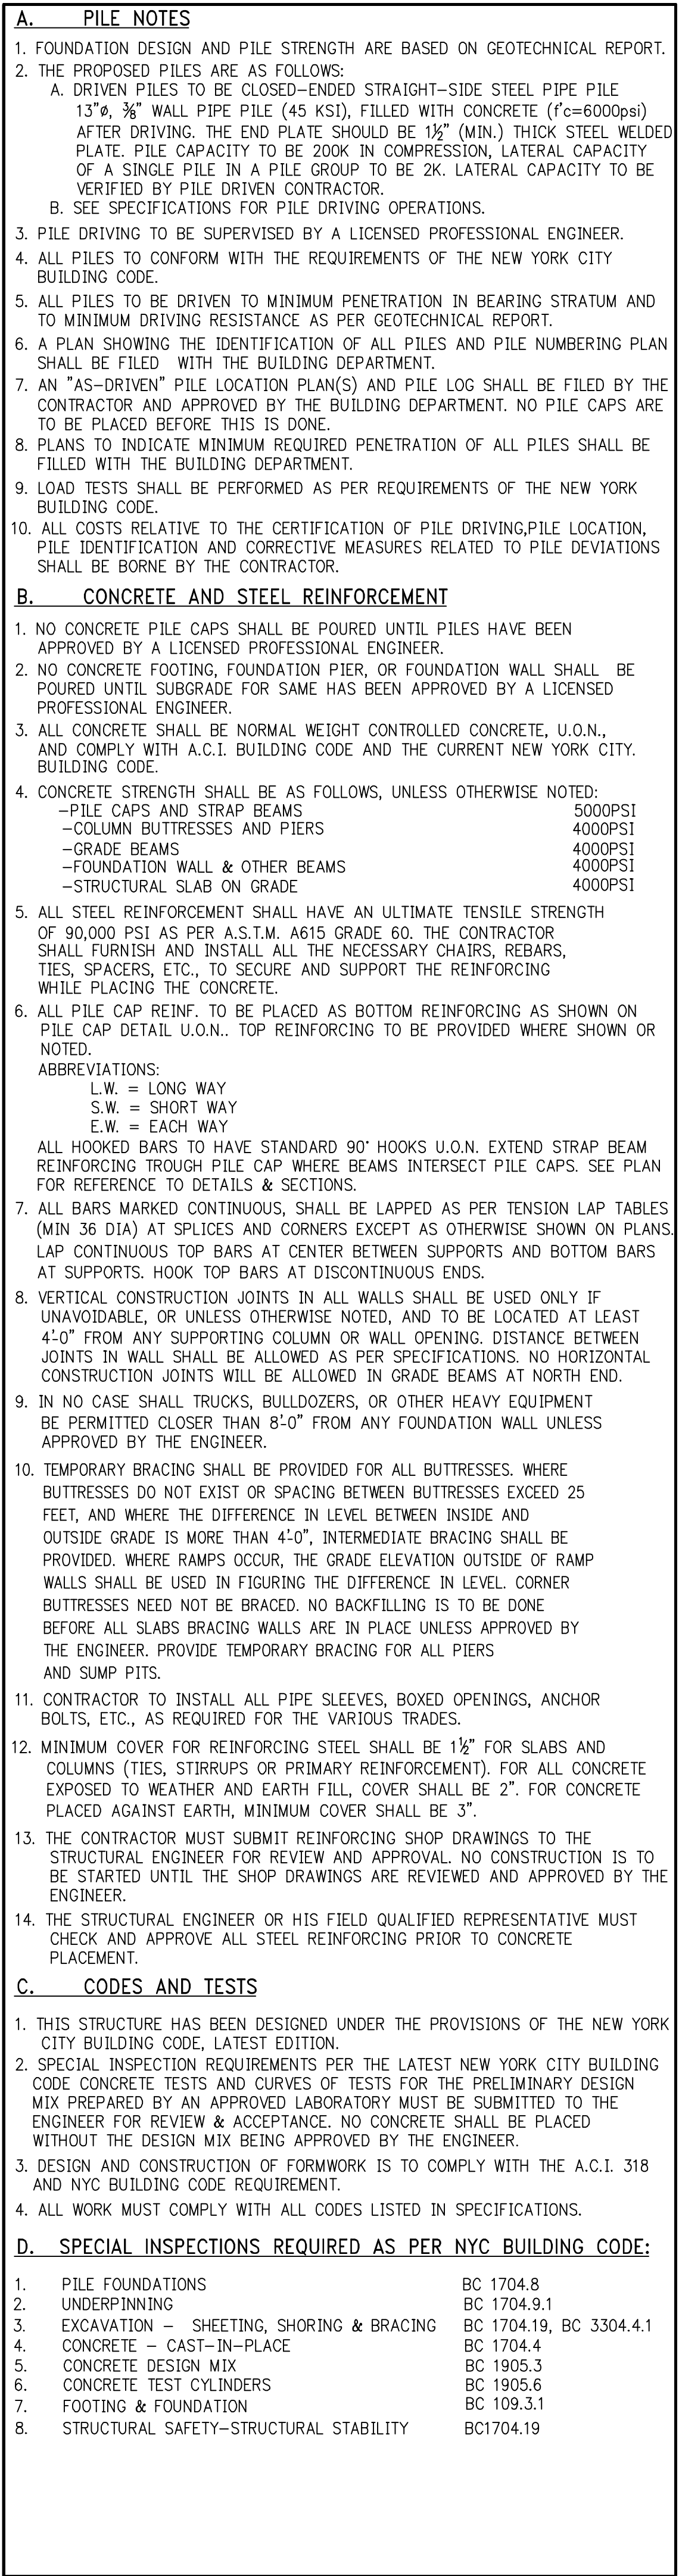 A. PILE NOTES
1. FOUNDATION DESIGN AND PILE STRENGTH ARE BASED ON GEOTECHNICAL REPORT.
2. THE PROPOSED PILES ARE AS FOLLOWS:
A. DRIVEN PILES TO BE CLOSED-ENDED STRAIGHT-SIDE STEEL PIPE PILE
13"ø, ⅜" WALL PIPE PILE (45 KSI), FILLED WITH CONCRETE (f'c=6000psi)
AFTER DRIVING. THE END PLATE SHOULD BE 1½" (MIN.) THICK STEEL WELDED
PLATE. PILE CAPACITY TO BE 200K IN COMPRESSION, LATERAL CAPACITY
OF A SINGLE PILE IN A PILE GROUP TO BE 2K. LATERAL CAPACITY TO BE
VERIFIED BY PILE DRIVEN CONTRACTOR.
B. SEE SPECIFICATIONS FOR PILE DRIVING OPERATIONS.
3. PILE DRIVING TO BE SUPERVISED BY A LICENSED PROFESSIONAL ENGINEER.
4. ALL PILES TO CONFORM WITH THE REQUIREMENTS OF THE NEW YORK CITY
BUILDING CODE.
5. ALL PILES TO BE DRIVEN TO MINIMUM PENETRATION IN BEARING STRATUM AND
TO MINIMUM DRIVING RESISTANCE AS PER GEOTECHNICAL REPORT.
6. A PLAN SHOWING THE IDENTIFICATION OF ALL PILES AND PILE NUMBERING PLAN
SHALL BE FILED WITH THE BUILDING DEPARTMENT.
7. AN "AS-DRIVEN" PILE LOCATION PLAN(S) AND PILE LOG SHALL BE FILED BY THE
CONTRACTOR AND APPROVED BY THE BUILDING DEPARTMENT. NO PILE CAPS ARE
TO BE PLACED BEFORE THIS IS DONE.
8. PLANS TO INDICATE MINIMUM REQUIRED PENETRATION OF ALL PILES SHALL BE
FILLED WITH THE BUILDING DEPARTMENT.
9. LOAD TESTS SHALL BE PERFORMED AS PER REQUIREMENTS OF THE NEW YORK
BUILDING CODE.
10. ALL COSTS RELATIVE TO THE CERTIFICATION OF PILE DRIVING,PILE LOCATION,
PILE IDENTIFICATION AND CORRECTIVE MEASURES RELATED TO PILE DEVIATIONS
SHALL BE BORNE BY THE CONTRACTOR.
B. CONCRETE AND STEEL REINFORCEMENT
1. NO CONCRETE PILE CAPS SHALL BE POURED UNTIL PILES HAVE BEEN
APPROVED BY A LICENSED PROFESSIONAL ENGINEER.
2. NO CONCRETE FOOTING, FOUNDATION PIER, OR FOUNDATION WALL SHALL BE
POURED UNTIL SUBGRADE FOR SAME HAS BEEN APPROVED BY A LICENSED
PROFESSIONAL ENGINEER.
3. ALL CONCRETE SHALL BE NORMAL WEIGHT CONTROLLED CONCRETE, U.O.N.,
AND COMPLY WITH A.C.I. BUILDING CODE AND THE CURRENT NEW YORK CITY.
BUILDING CODE.
4. CONCRETE STRENGTH SHALL BE AS FOLLOWS, UNLESS OTHERWISE NOTED:
-PILE CAPS AND STRAP BEAMS 5000PSI
-COLUMN BUTTRESSES AND PIERS 4000PSI
-GRADE BEAMS 4000PSI
-FOUNDATION WALL & OTHER BEAMS 4000PSI
-STRUCTURAL SLAB ON GRADE 4000PSI
5. ALL STEEL REINFORCEMENT SHALL HAVE AN ULTIMATE TENSILE STRENGTH
OF 90,000 PSI AS PER A.S.T.M. A615 GRADE 60. THE CONTRACTOR
SHALL FURNISH AND INSTALL ALL THE NECESSARY CHAIRS, REBARS,
TIES, SPACERS, ETC., TO SECURE AND SUPPORT THE REINFORCING
WHILE PLACING THE CONCRETE.
6. ALL PILE CAP REINF. TO BE PLACED AS BOTTOM REINFORCING AS SHOWN ON
PILE CAP DETAIL U.O.N.. TOP REINFORCING TO BE PROVIDED WHERE SHOWN OR
NOTED.
ABBREVIATIONS:
L.W. = LONG WAY
S.W. = SHORT WAY
E.W. = EACH WAY
ALL HOOKED BARS TO HAVE STANDARD 90° HOOKS U.O.N. EXTEND STRAP BEAM
REINFORCING TROUGH PILE CAP WHERE BEAMS INTERSECT PILE CAPS. SEE PLAN
FOR REFERENCE TO DETAILS & SECTIONS.
7. ALL BARS MARKED CONTINUOUS, SHALL BE LAPPED AS PER TENSION LAP TABLES
(MIN 36 DIA) AT SPLICES AND CORNERS EXCEPT AS OTHERWISE SHOWN ON PLANS.
LAP CONTINUOUS TOP BARS AT CENTER BETWEEN SUPPORTS AND BOTTOM BARS
AT SUPPORTS. HOOK TOP BARS AT DISCONTINUOUS ENDS.
8. VERTICAL CONSTRUCTION JOINTS IN ALL WALLS SHALL BE USED ONLY IF
UNAVOIDABLE, OR UNLESS OTHERWISE NOTED, AND TO BE LOCATED AT LEAST
4'-0" FROM ANY SUPPORTING COLUMN OR WALL OPENING. DISTANCE BETWEEN
JOINTS IN WALL SHALL BE ALLOWED AS PER SPECIFICATIONS. NO HORIZONTAL
CONSTRUCTION JOINTS WILL BE ALLOWED IN GRADE BEAMS AT NORTH END.
9. IN NO CASE SHALL TRUCKS, BULLDOZERS, OR OTHER HEAVY EQUIPMENT
BE PERMITTED CLOSER THAN 8'-0" FROM ANY FOUNDATION WALL UNLESS
APPROVED BY THE ENGINEER.
10. TEMPORARY BRACING SHALL BE PROVIDED FOR ALL BUTTRESSES. WHERE
BUTTRESSES DO NOT EXIST OR SPACING BETWEEN BUTTRESSES EXCEED 25
FEET, AND WHERE THE DIFFERENCE IN LEVEL BETWEEN INSIDE AND
OUTSIDE GRADE IS MORE THAN 4'-0", INTERMEDIATE BRACING SHALL BE
PROVIDED. WHERE RAMPS OCCUR, THE GRADE ELEVATION OUTSIDE OF RAMP
WALLS SHALL BE USED IN FIGURING THE DIFFERENCE IN LEVEL. CORNER
BUTTRESSES NEED NOT BE BRACED. NO BACKFILLING IS TO BE DONE
BEFORE ALL SLABS BRACING WALLS ARE IN PLACE UNLESS APPROVED BY
THE ENGINEER. PROVIDE TEMPORARY BRACING FOR ALL PIERS
AND SUMP PITS.
11. CONTRACTOR TO INSTALL ALL PIPE SLEEVES, BOXED OPENINGS, ANCHOR
BOLTS, ETC., AS REQUIRED FOR THE VARIOUS TRADES.
12. MINIMUM COVER FOR REINFORCING STEEL SHALL BE 1½" FOR SLABS AND
COLUMNS (TIES, STIRRUPS OR PRIMARY REINFORCEMENT). FOR ALL CONCRETE
EXPOSED TO WEATHER AND EARTH FILL, COVER SHALL BE 2". FOR CONCRETE
PLACED AGAINST EARTH, MINIMUM COVER SHALL BE 3".
13. THE CONTRACTOR MUST SUBMIT REINFORCING SHOP DRAWINGS TO THE
STRUCTURAL ENGINEER FOR REVIEW AND APPROVAL. NO CONSTRUCTION IS TO
BE STARTED UNTIL THE SHOP DRAWINGS ARE REVIEWED AND APPROVED BY THE
ENGINEER.
14. THE STRUCTURAL ENGINEER OR HIS FIELD QUALIFIED REPRESENTATIVE MUST
CHECK AND APPROVE ALL STEEL REINFORCING PRIOR TO CONCRETE
PLACEMENT.
C. CODES AND TESTS
1. THIS STRUCTURE HAS BEEN DESIGNED UNDER THE PROVISIONS OF THE NEW YORK
CITY BUILDING CODE, LATEST EDITION.
2. SPECIAL INSPECTION REQUIREMENTS PER THE LATEST NEW YORK CITY BUILDING
CODE CONCRETE TESTS AND CURVES OF TESTS FOR THE PRELIMINARY DESIGN
MIX PREPARED BY AN APPROVED LABORATORY MUST BE SUBMITTED TO THE
ENGINEER FOR REVIEW & ACCEPTANCE. NO CONCRETE SHALL BE PLACED
WITHOUT THE DESIGN MIX BEING APPROVED BY THE ENGINEER.
3. DESIGN AND CONSTRUCTION OF FORMWORK IS TO COMPLY WITH THE A.C.I. 318
AND NYC BUILDING CODE REQUIREMENT.
4. ALL WORK MUST COMPLY WITH ALL CODES LISTED IN SPECIFICATIONS.
D. SPECIAL INSPECTIONS REQUIRED AS PER NYC BUILDING CODE:
1. PILE FOUNDATIONS BC 1704.8
2. UNDERPINNING BC 1704.9.1
3. EXCAVATION - SHEETING, SHORING & BRACING BC 1704.19, BC 3304.4.1
4. CONCRETE - CAST-IN-PLACE BC 1704.4
5. CONCRETE DESIGN MIX BC 1905.3
6. CONCRETE TEST CYLINDERS BC 1905.6
7. FOOTING & FOUNDATION BC 109.3.1
8. STRUCTURAL SAFETY-STRUCTURAL STABILITY BC1704.19